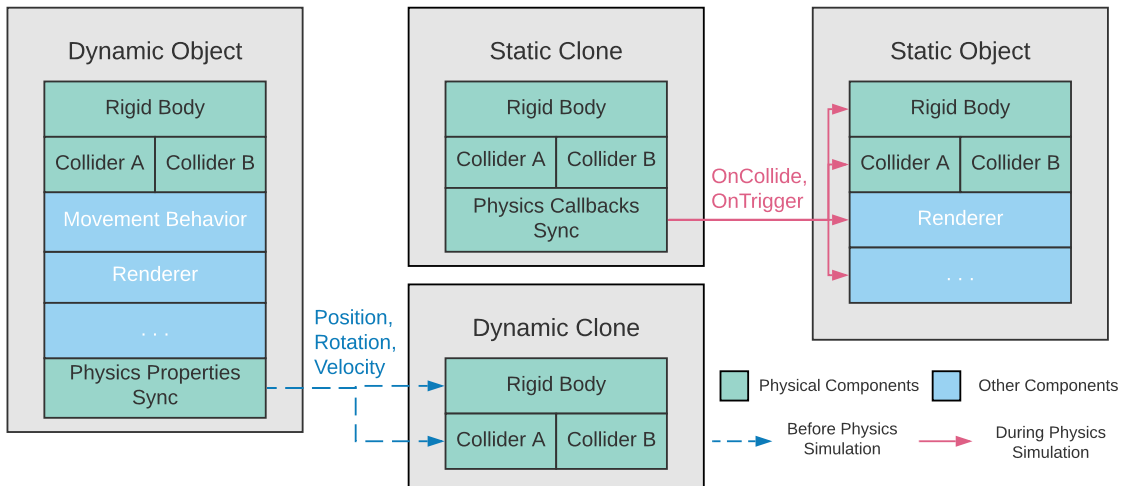 Dynamic Object
Rigid Body
Collider A
Collider B
Movement Behavior
Renderer
. . .
Physics Properties
Sync
Position,
Rotation,
Velocity
Static Clone
Rigid Body
Collider A
Collider B
Physics Callbacks
Sync
OnCollide,
OnTrigger
Dynamic Clone
Rigid Body
Collider A
Collider B
Static Object
Rigid Body
Collider A
Collider B
Renderer
. . .
Physical Components
Other Components
Before Physics
Simulation
During Physics
Simulation